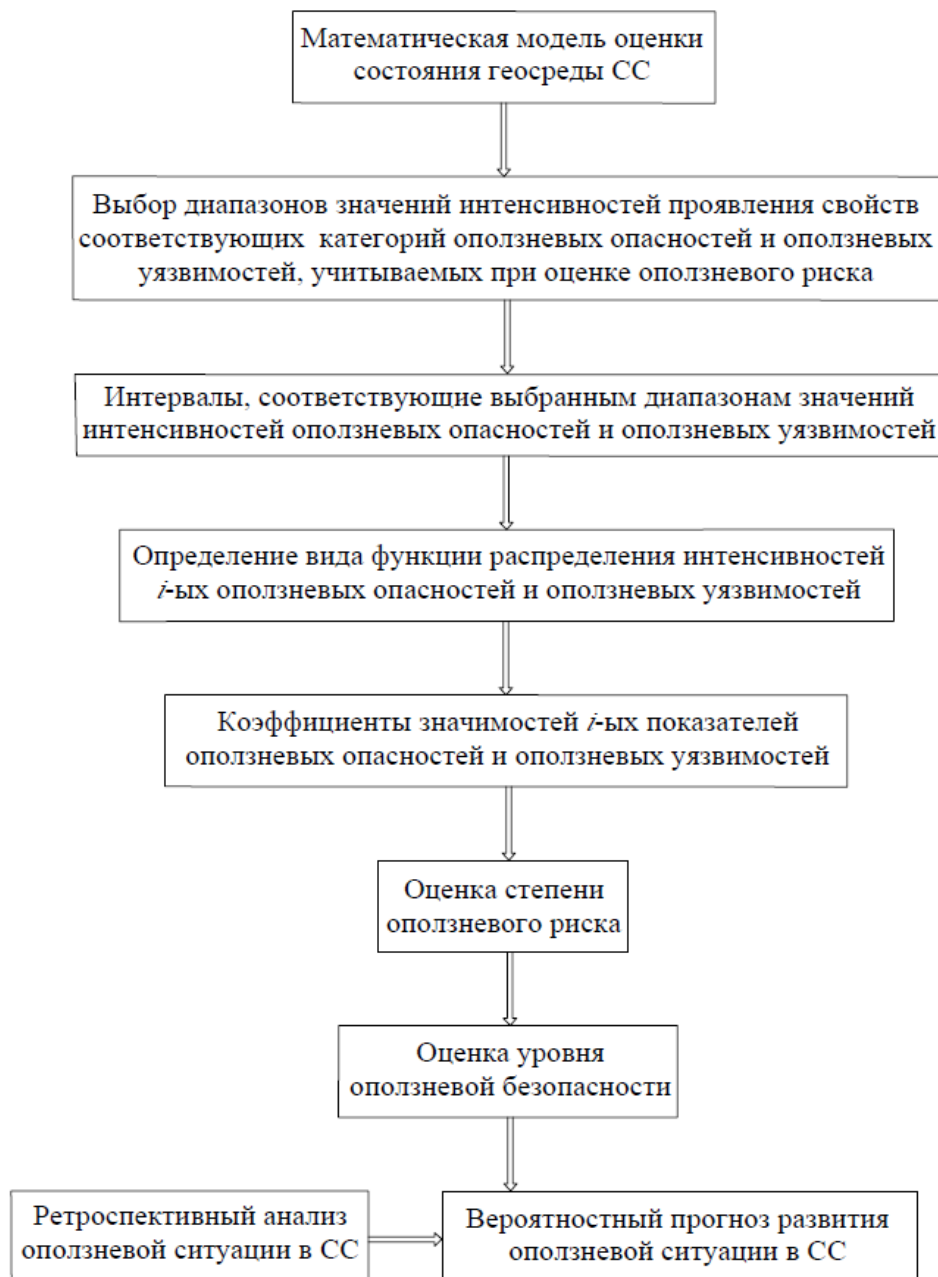 Математическая модель оценки
состояния геосреды СС
Выбор диапазонов значений интенсивностей проявления свойств
соответствующих категорий оползневых опасностей и оползневых
уязвимостей, учитываемых при оценке оползневого риска
Интервалы, соответствующие выбранным диапазонам значений
интенсивностей оползневых опасностей и оползневых уязвимостей
Определение вида функции распределения интенсивностей
i-ых оползневых опасностей и оползневых уязвимостей
Коэффициенты значимостей i-ых показателей
оползневых опасностей и оползневых уязвимостей
Оценка степени
оползневого риска
Оценка уровня
оползневой безопасности
Ретроспективный анализ
оползневой ситуации в СС
Вероятностный прогноз развития
оползневой ситуации в СС